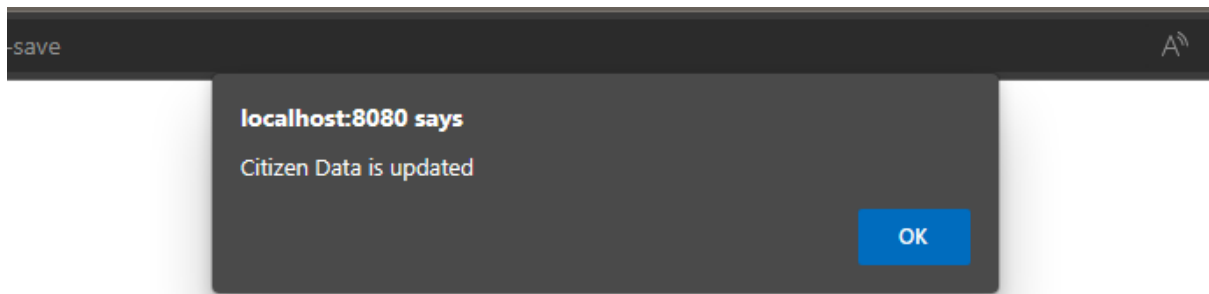 -save
A
localhost:8080 says
Citizen Data is updated
OK